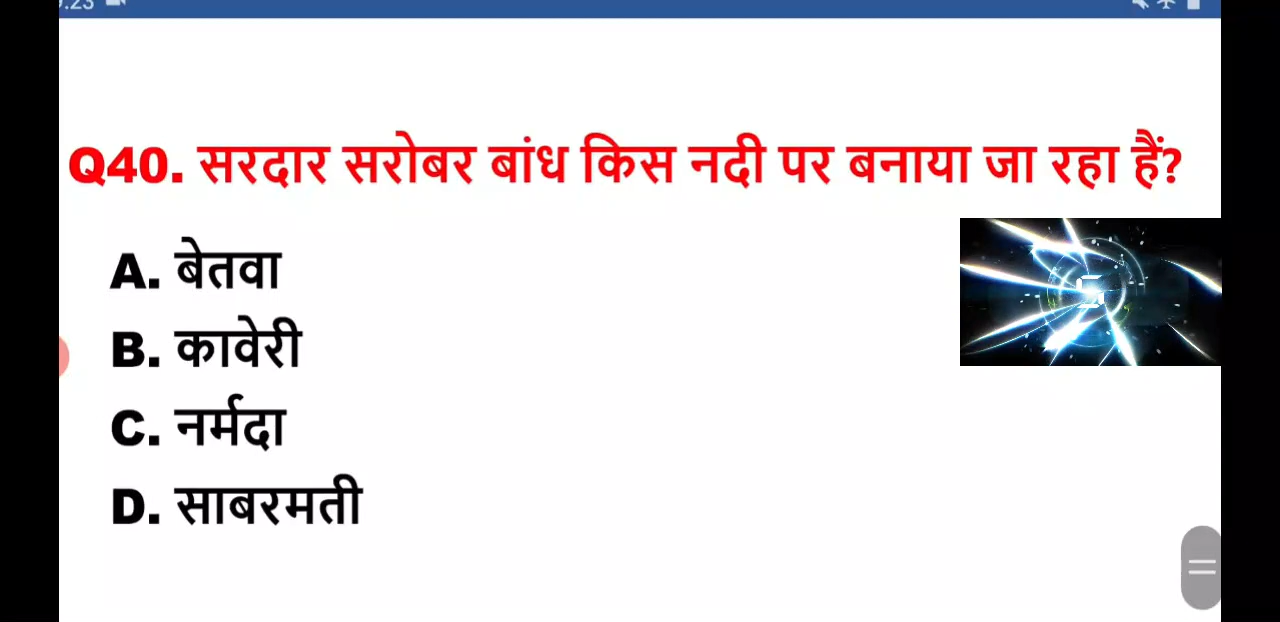 Q40. सरदार सरोबर बांध किस नदी पर बनाया जा रहा हैं?
A. बेतवा
B. कावेरी
C. नर्मदा
D. साबरमती